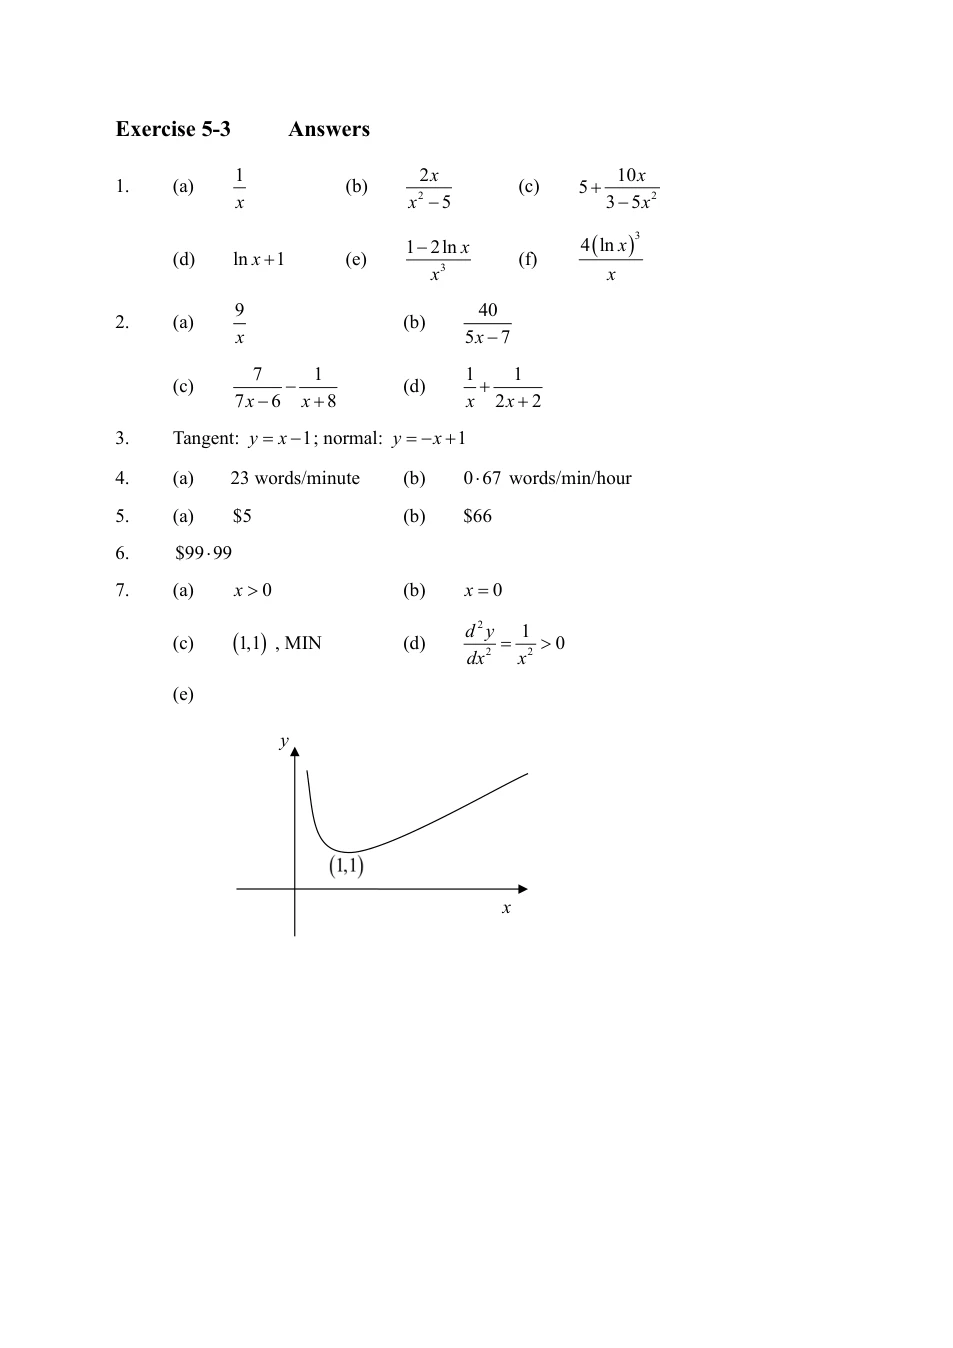 Exercise 5-3 Answers
1. (a) 1/x (b) 2x/(x² − 5) (c) 5 + 10x/(3 − 5x²)
(d) ln x + 1 (e) (1 − 2 ln x)/x³ (f) 4(ln x)³/x
2. (a) 9/x (b) 40/(5x − 7)
(c) 7/(7x − 6) − 1/(x + 8) (d) 1/x + 1/(2x + 2)
3. Tangent: y = x − 1; normal: y = −x + 1
4. (a) 23 words/minute (b) 0·67 words/min/hour
5. (a) $5 (b) $66
6. $99·99
7. (a) x > 0 (b) x = 0
(c) (1,1) , MIN (d) d²y/dx² = 1/x² > 0
(e)
y
(1,1)
x